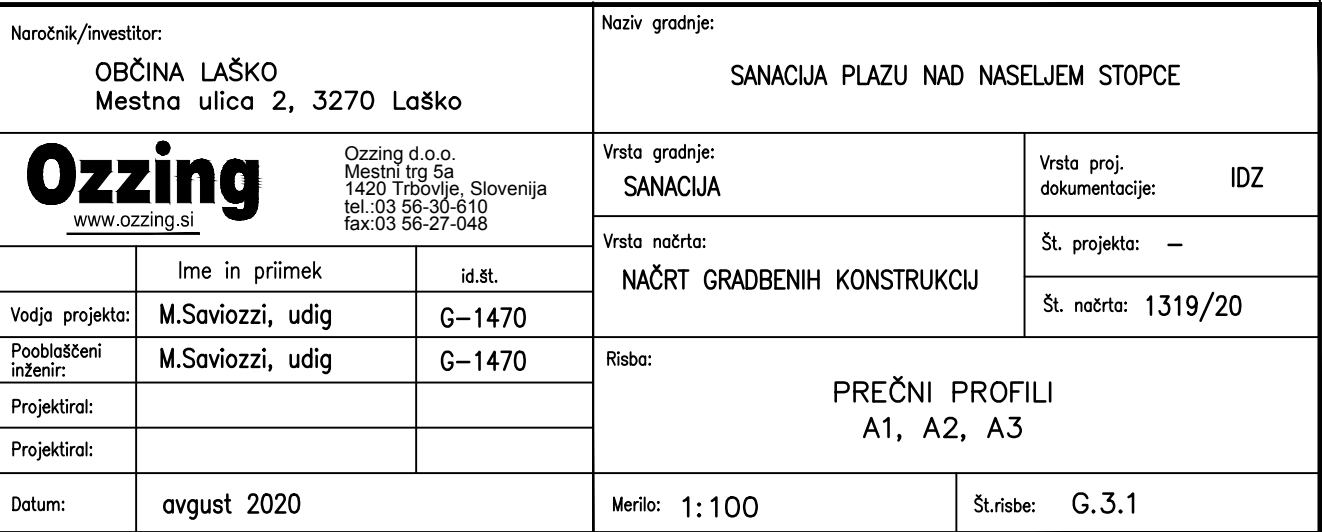 Naročnik/investitor:
OBČINA LAŠKO
Mestna ulica 2, 3270 Laško
Naziv gradnje:
SANACIJA PLAZU NAD NASELJEM STOPCE
Ozzing
www.ozzing.si
Ozzing d.o.o.
Mestni trg 5a
1420 Trbovlje, Slovenija
tel.:03 56-30-610
fax:03 56-27-048
Vrsta gradnje:
SANACIJA
Vrsta proj.
dokumentacije: IDZ
Vrsta načrta:
NAČRT GRADBENIH KONSTRUKCIJ
Št. projekta: –
Št. načrta: 1319/20
Ime in priimek id.št.
Vodja projekta: M.Saviozzi, udig G–1470
Pooblaščeni
inženir: M.Saviozzi, udig G–1470
Projektiral:
Projektiral:
Datum: avgust 2020
Risba:
PREČNI PROFILI
A1, A2, A3
Merilo: 1:100
Št.risbe: G.3.1